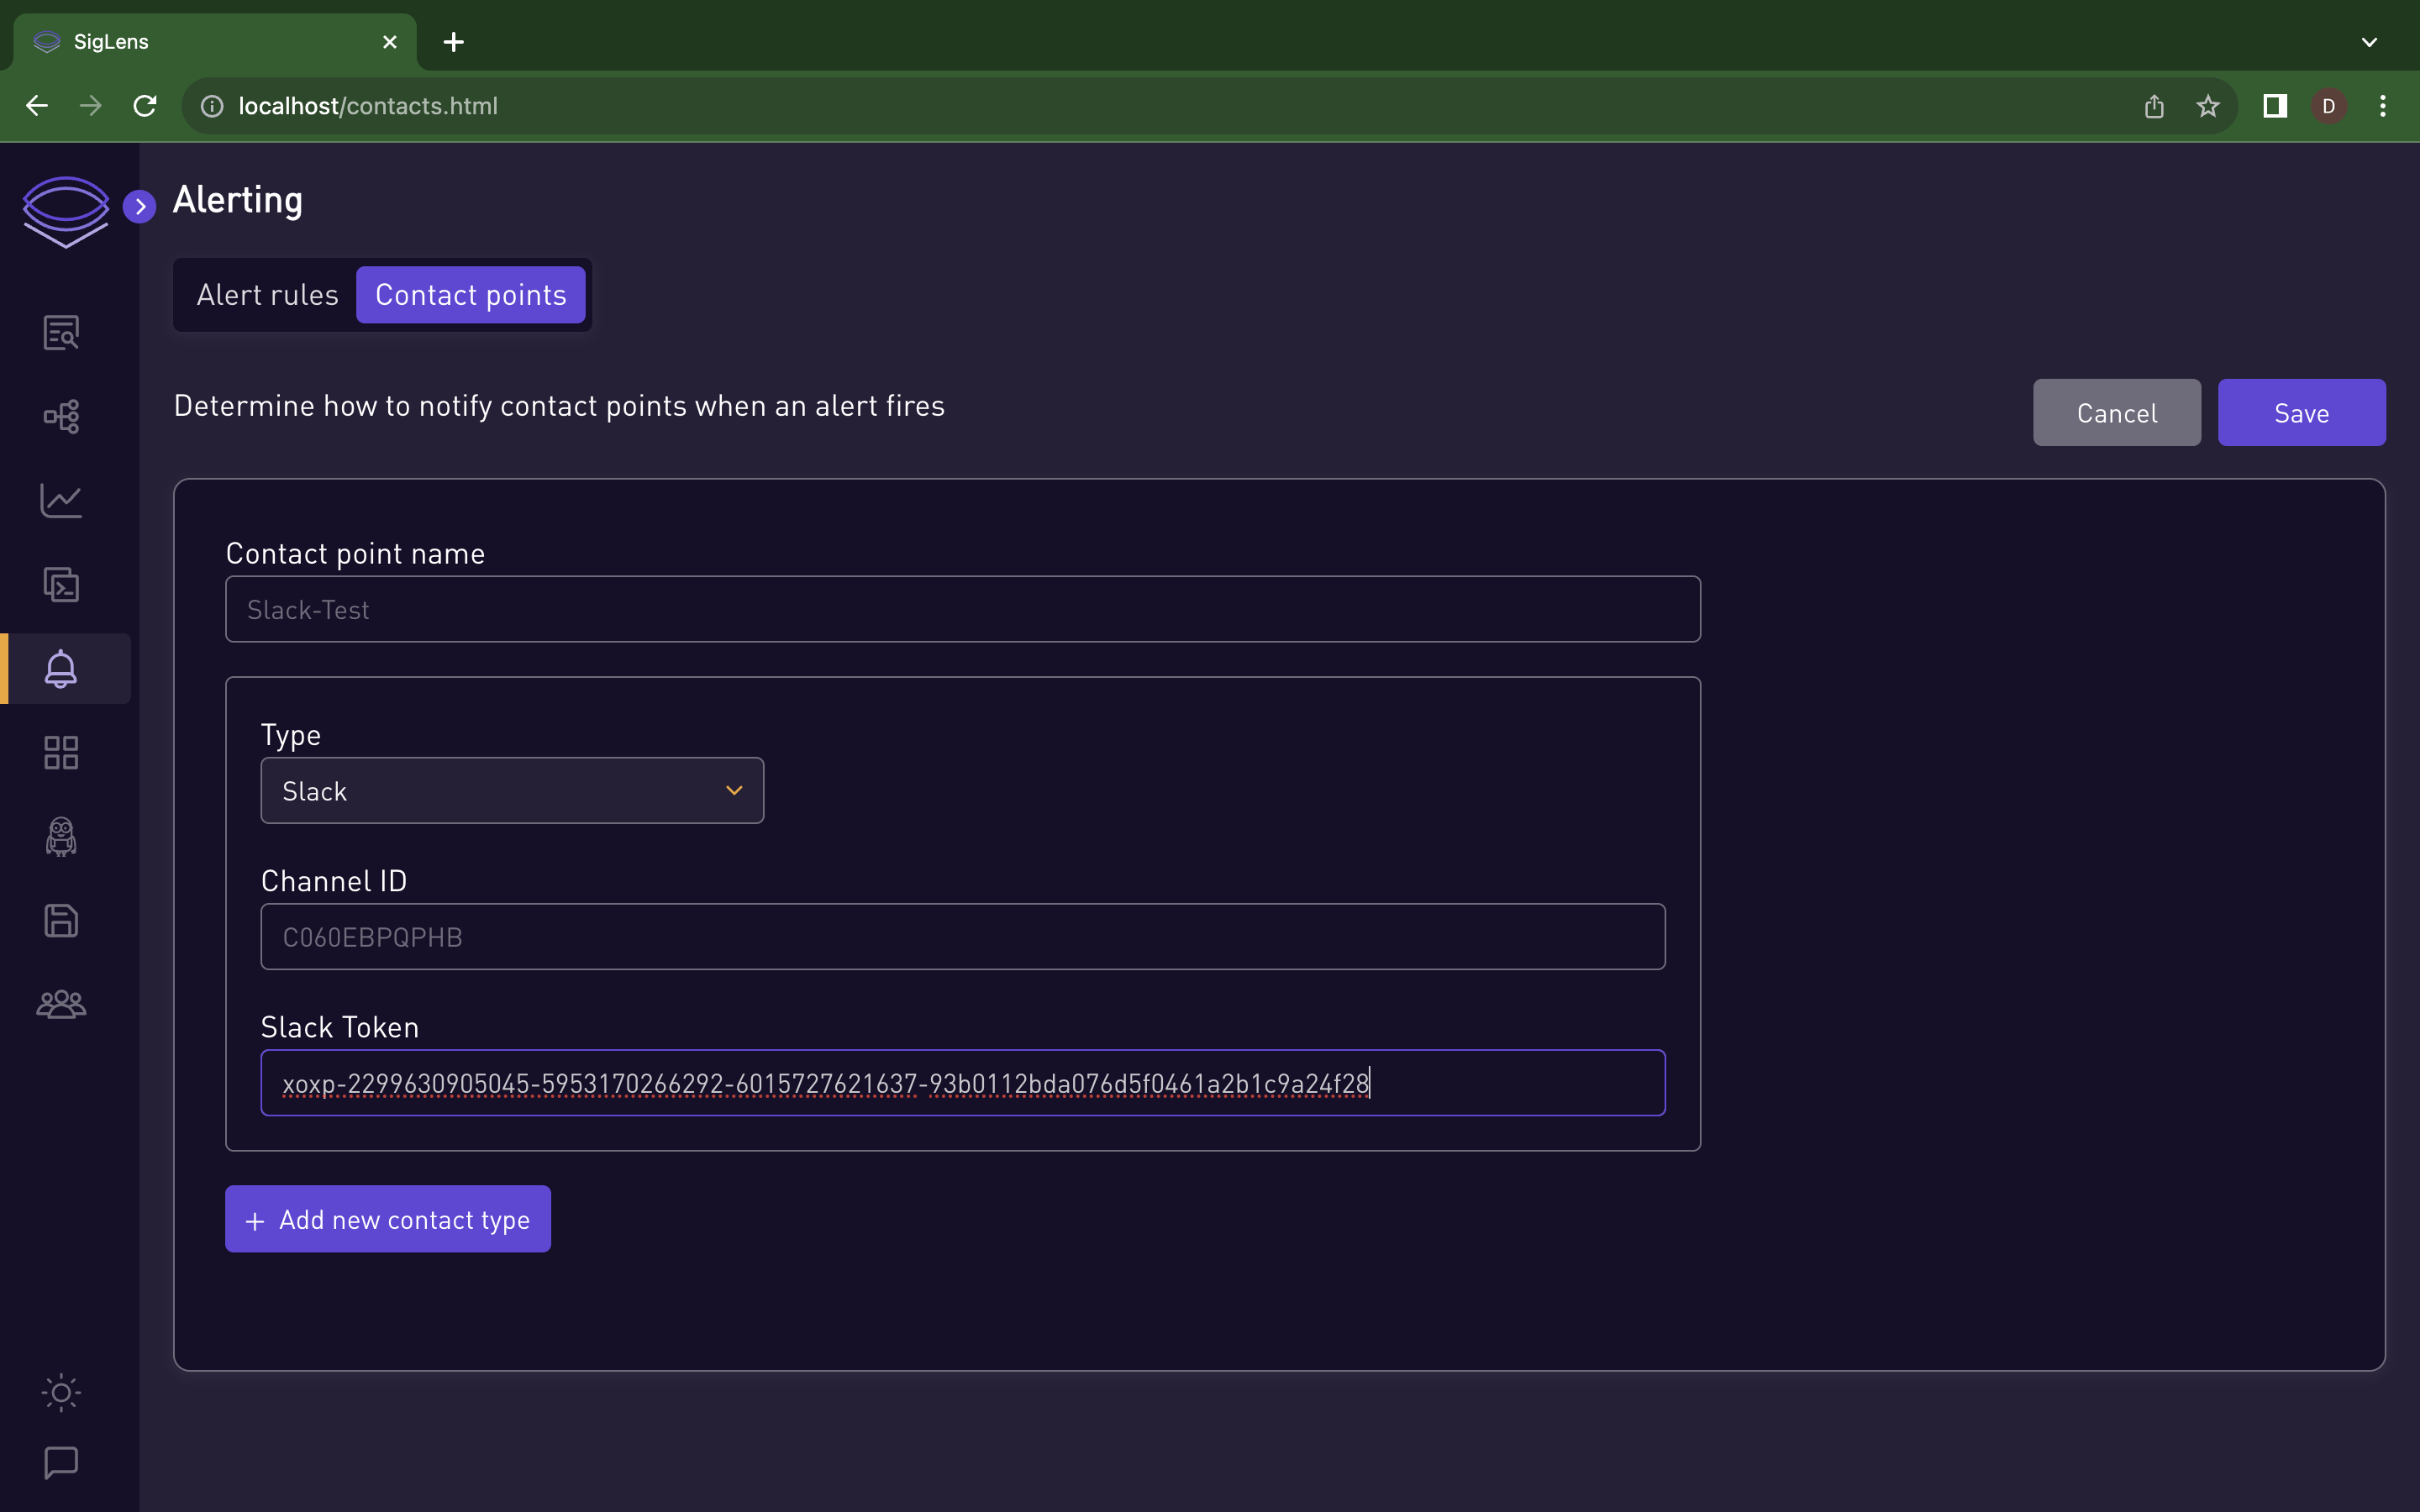 SigLens
localhost/contacts.html
D
Alerting
Alert rules
Contact points
Determine how to notify contact points when an alert fires
Cancel
Save
Contact point name
Slack-Test
Type
Slack
Channel ID
C060EBPQPHB
Slack Token
xoxp-2299630905045-5953170266292-6015727621637-93b0112bda076d5f0461a2b1c9a24f28
+ Add new contact type